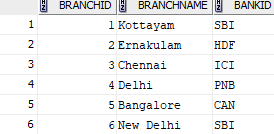 BRANCHID BRANCHNAME BANKID
1 1 Kottayam SBI
2 2 Ernakulam HDF
3 3 Chennai ICI
4 4 Delhi PNB
5 5 Bangalore CAN
6 6 New Delhi SBI